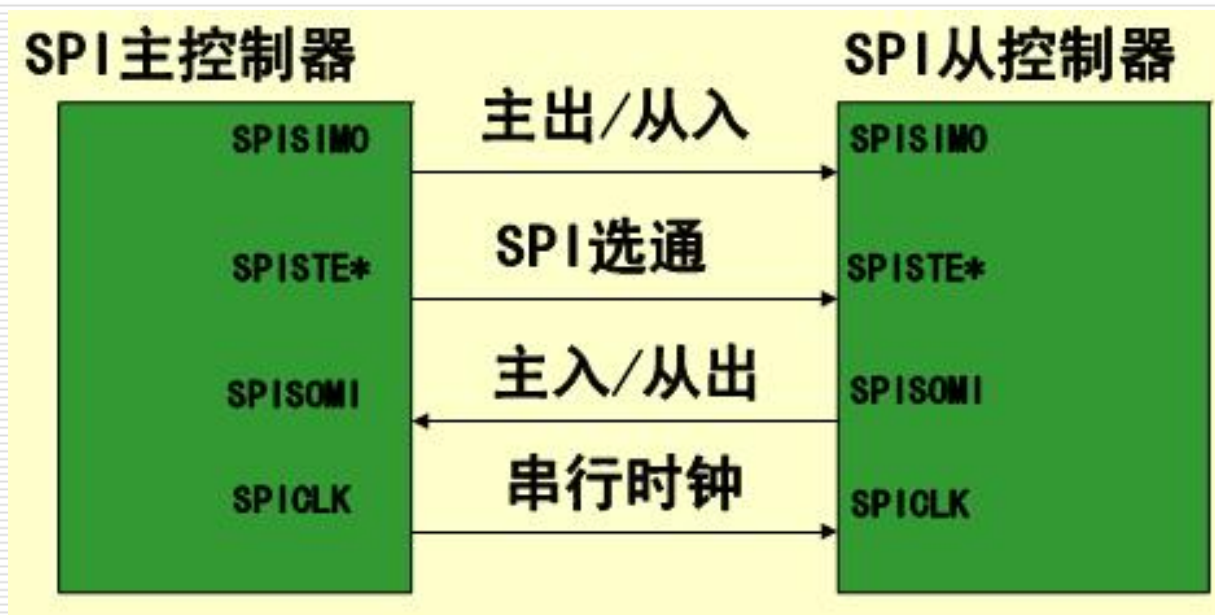 SPI主控制器
SPI从控制器
主出/从入
SPISIMO
SPISIMO
SPI选通
SPISTE*
SPISTE*
主入/从出
SPISOMI
SPISOMI
串行时钟
SPICLK
SPICLK